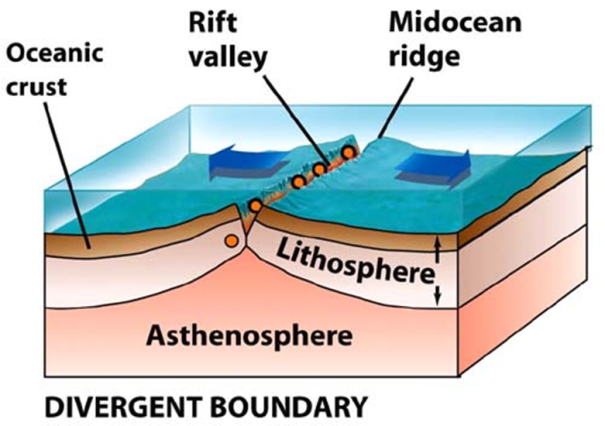 Oceanic
crust
Rift
valley
Midocean
ridge
Lithosphere
Asthenosphere
DIVERGENT BOUNDARY